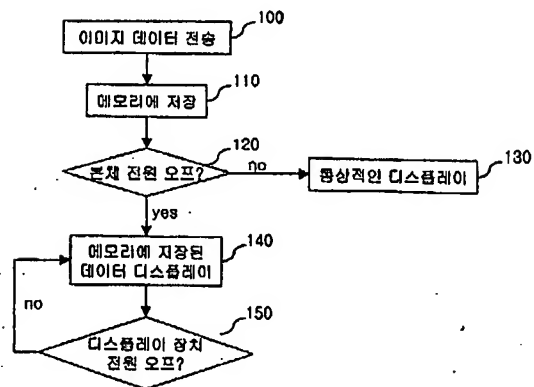 100
이미지 데이터 전송
110
메모리에 저장
120
본체 전원 오프?
no
130
통상적인 디스플레이
yes
140
메모리에 저장된
데이터 디스플레이
no
150
디스플레이 장치
전원 오프?